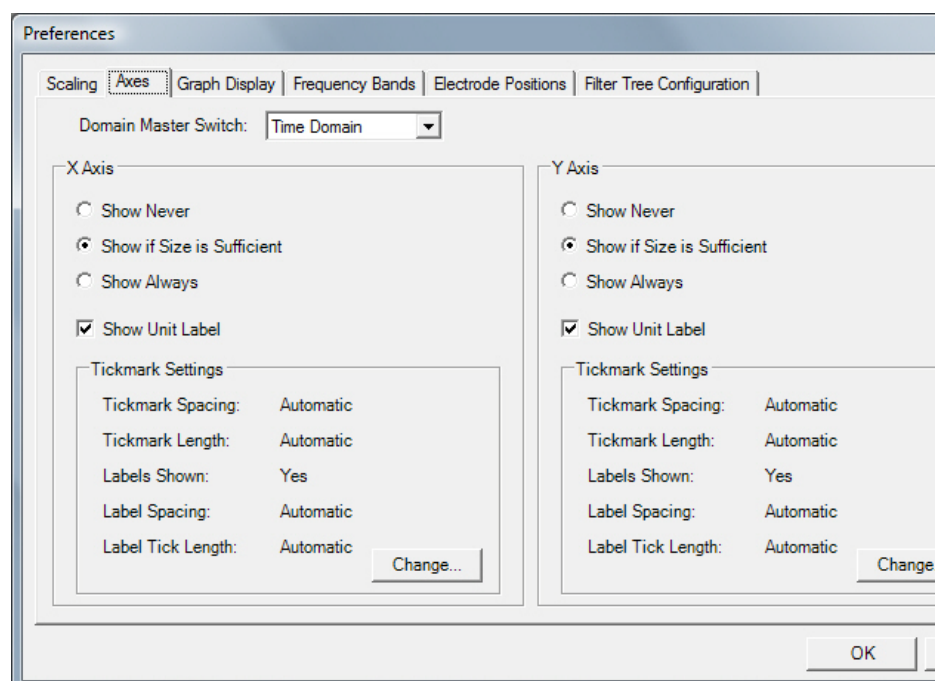 Preferences
Scaling Axes Graph Display Frequency Bands Electrode Positions Filter Tree Configuration
Domain Master Switch: Time Domain
X Axis
Show Never
Show if Size is Sufficient
Show Always
Show Unit Label
Tickmark Settings
Tickmark Spacing: Automatic
Tickmark Length: Automatic
Labels Shown: Yes
Label Spacing: Automatic
Label Tick Length: Automatic
Change...
Y Axis
Show Never
Show if Size is Sufficient
Show Always
Show Unit Label
Tickmark Settings
Tickmark Spacing: Automatic
Tickmark Length: Automatic
Labels Shown: Yes
Label Spacing: Automatic
Label Tick Length: Automatic
Change
OK